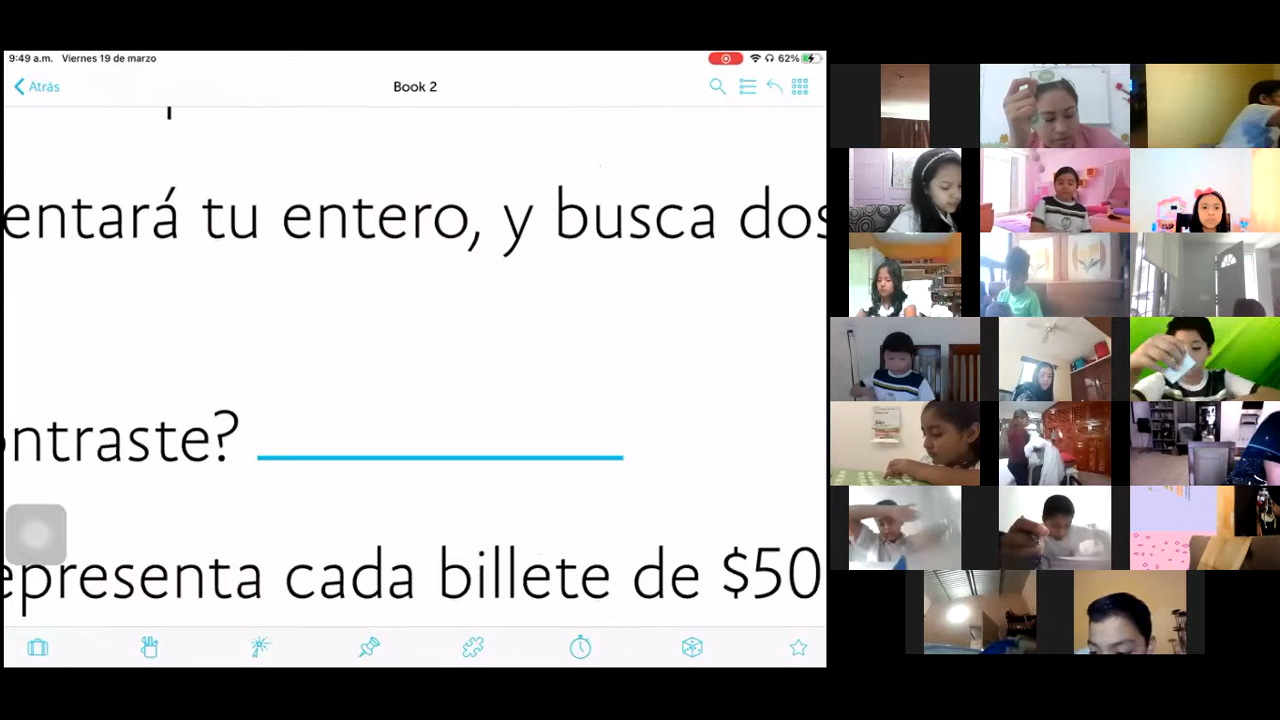 9:49 a.m. Viernes 19 de marzo
62%
Atrás
Book 2
entará tu entero, y busca dos
ontraste?
epresenta cada billete de $50